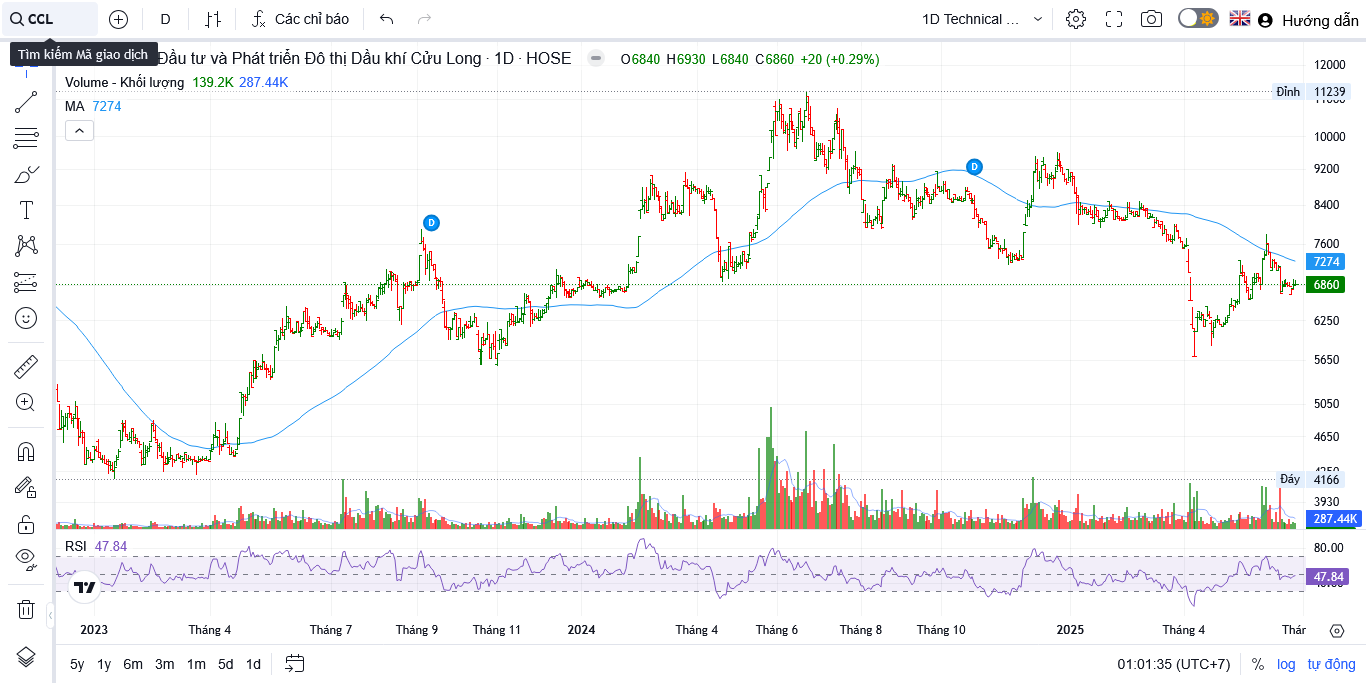 CCL
D
Các chỉ báo
1D Technical ...
Hướng dẫn
Tìm kiếm Mã giao dịch
Đầu tư và Phát triển Đô thị Dầu khí Cửu Long · 1D · HOSE
O6840 H6930 L6840 C6860 +20 (+0.29%)
Volume - Khối lượng 139.2K 287.44K
MA 7274
12000
Đỉnh 11239
10000
9200
D
8400
D
7600
7274
6860
6250
5650
5050
4650
Đáy 4166
3930
287.44K
RSI 47.84
80.00
47.84
2023 Tháng 4 Tháng 7 Tháng 9 Tháng 11 2024 Tháng 4 Tháng 6 Tháng 8 Tháng 10 2025 Tháng 4 Thár
5y 1y 6m 3m 1m 5d 1d
01:01:35 (UTC+7) % log tự động